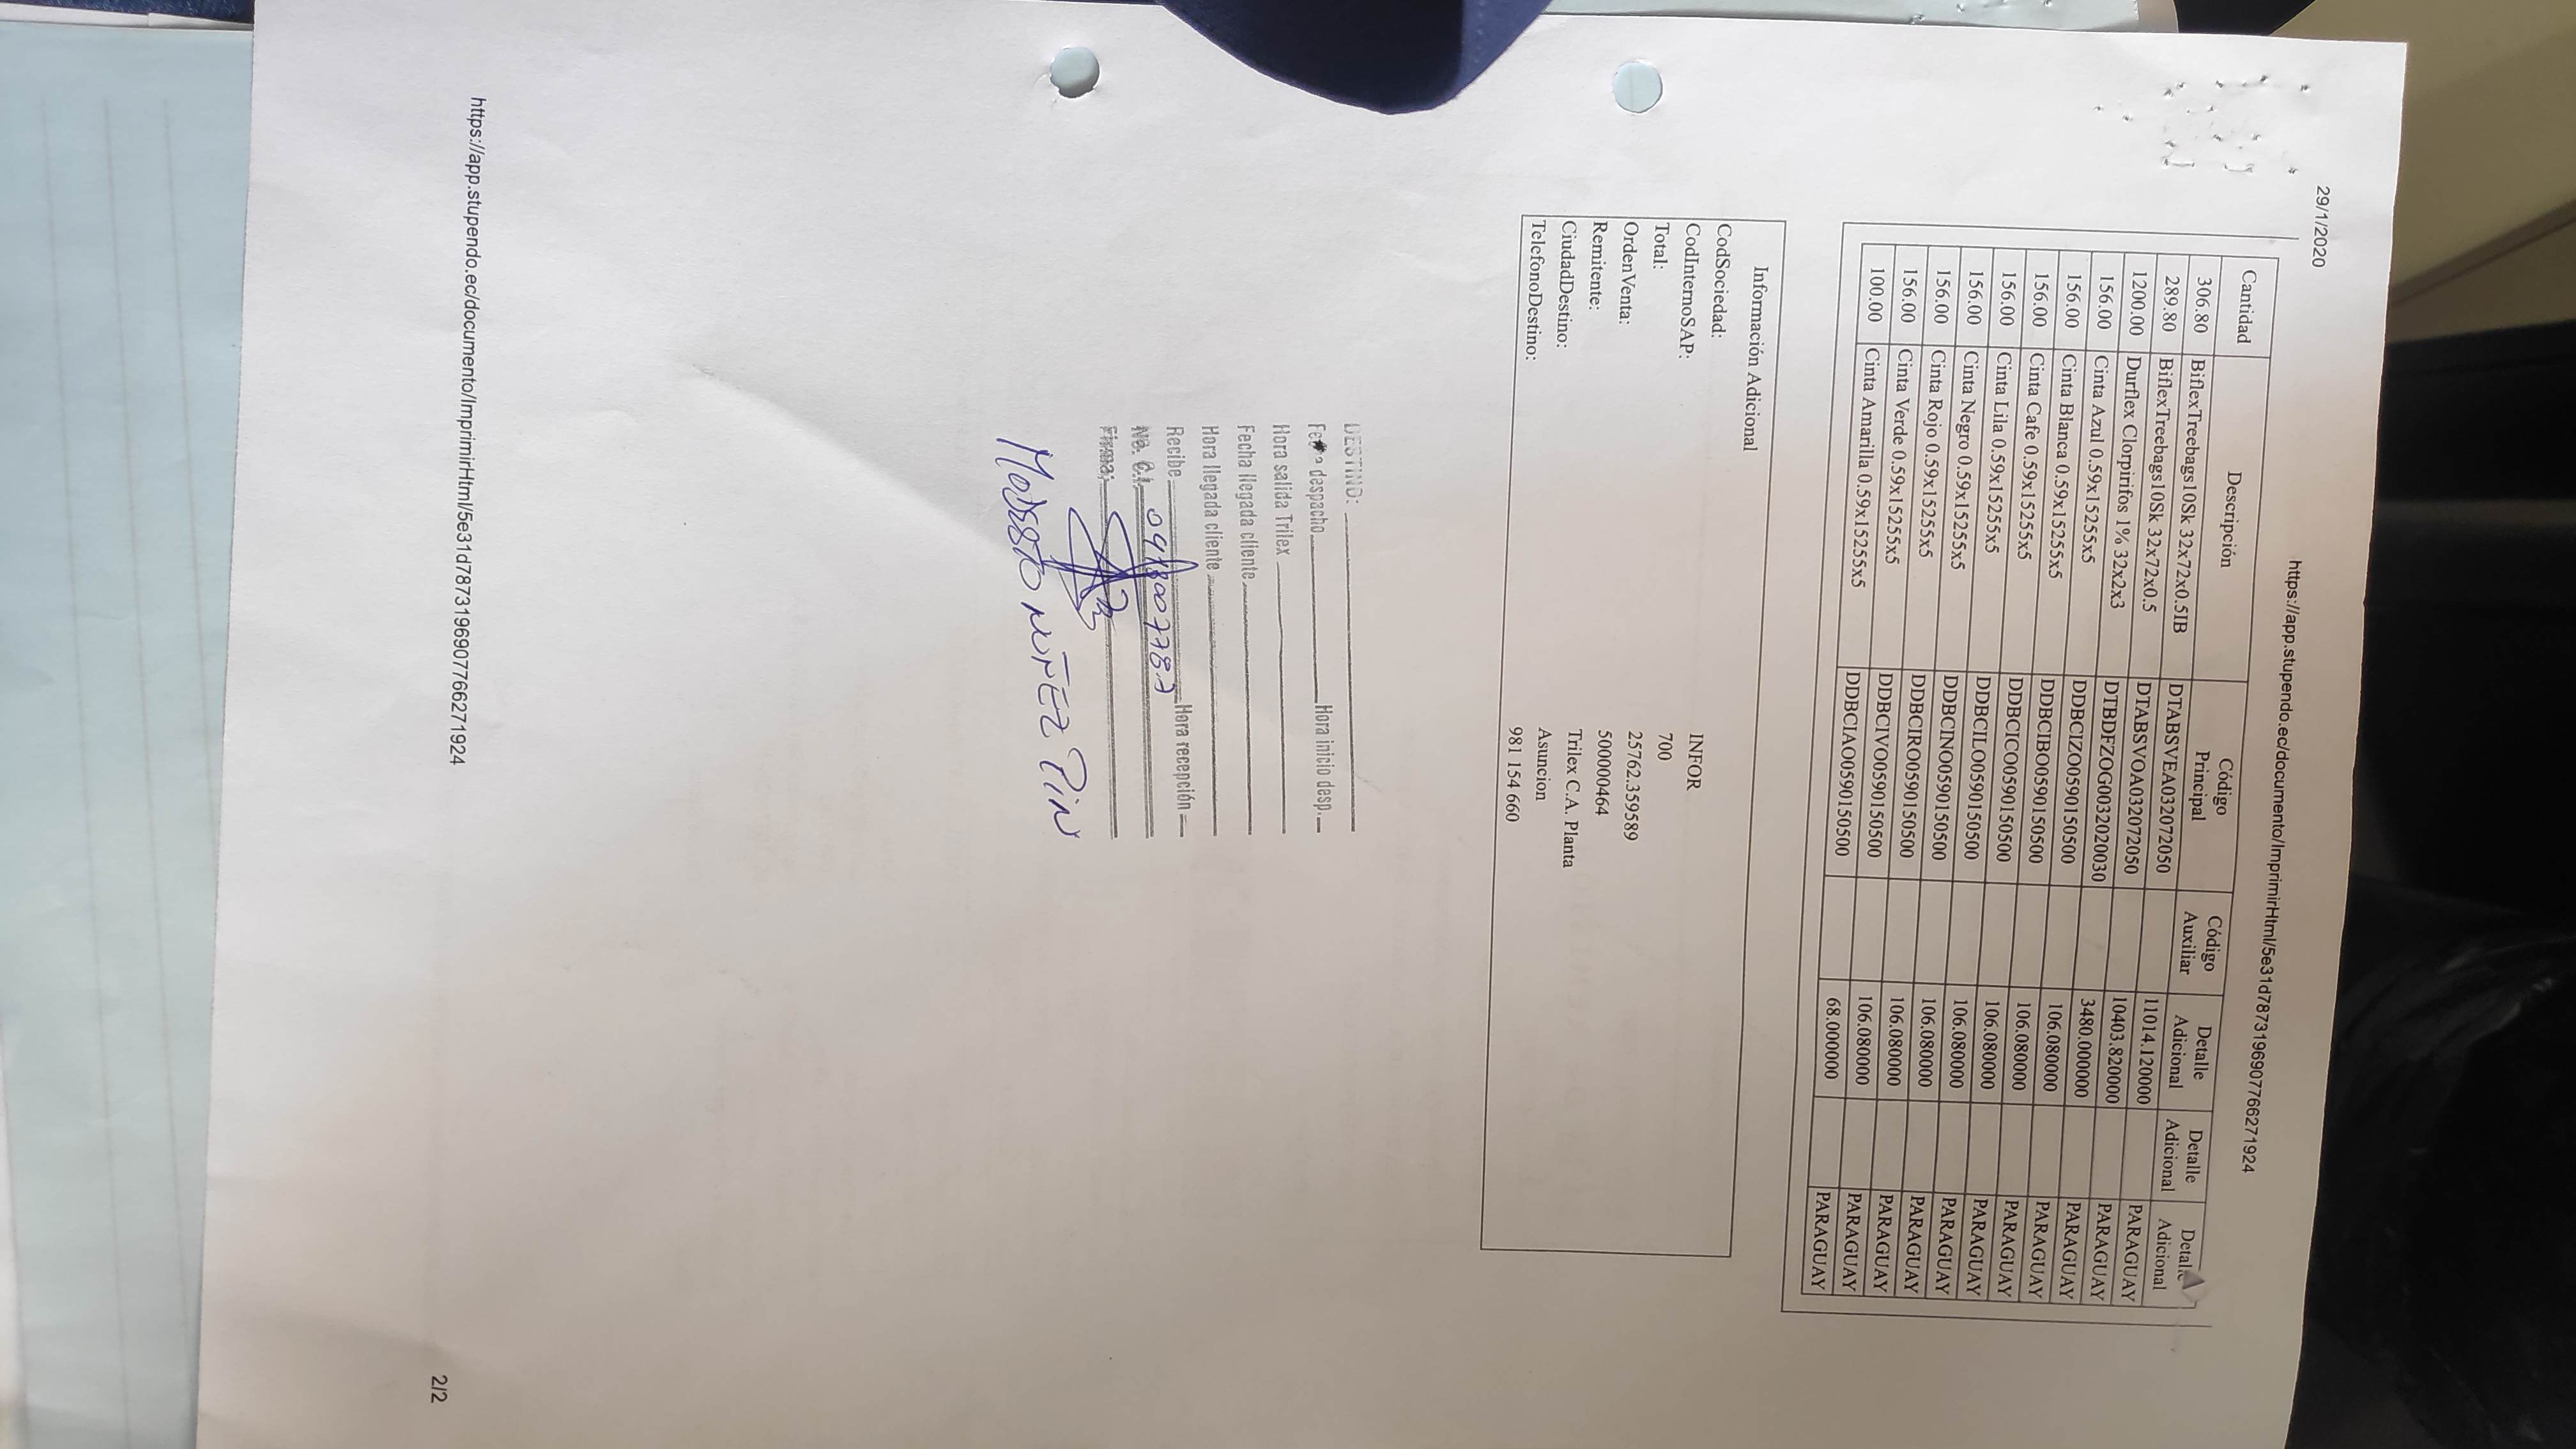 29/1/2020
https://app.stupendo.ec/documento/ImprimirHtml/5e31d7873196907766271924
Cantidad Descripción Código Principal Código Auxiliar Detalle Adicional Detalle Adicional Detalle Adicional
306.80 BiflexTreebags10Sk 32x72x0.5IB DTABSVEA032072050 11014.120000 PARAGUAY
289.80 BiflexTreebags10Sk 32x72x0.5 DTABSVOA032072050 10403.820000 PARAGUAY
1200.00 Durflex Clorpirifos 1% 32x2x3 DTBDFZOG0032020030 3480.000000 PARAGUAY
156.00 Cinta Azul 0.59x15255x5 DDBCIZO0590150500 106.080000 PARAGUAY
156.00 Cinta Blanca 0.59x15255x5 DDBCIBO0590150500 106.080000 PARAGUAY
156.00 Cinta Cafe 0.59x15255x5 DDBCICO0590150500 106.080000 PARAGUAY
156.00 Cinta Lila 0.59x15255x5 DDBCILO0590150500 106.080000 PARAGUAY
156.00 Cinta Negro 0.59x15255x5 DDBCINO0590150500 106.080000 PARAGUAY
156.00 Cinta Rojo 0.59x15255x5 DDBCIRO0590150500 106.080000 PARAGUAY
156.00 Cinta Verde 0.59x15255x5 DDBCIVO0590150500 106.080000 PARAGUAY
100.00 Cinta Amarilla 0.59x15255x5 DDBCIAO0590150500 68.000000 PARAGUAY
Información Adicional
CodSociedad: INFOR
CodInternoSAP: 700
Total: 25762.359589
OrdenVenta: 500000464
Remitente: Trilex C.A. Planta
CiudadDestino: Asuncion
TelefonoDestino: 981 154 660
DESTINO:
despacho Hora inicio desp.
Hora salida Trilex
Fecha llegada cliente
Hora llegada cliente
Recibe Hora recepción
No. C.I.
Firma:
https://app.stupendo.ec/documento/ImprimirHtml/5e31d7873196907766271924
2/2